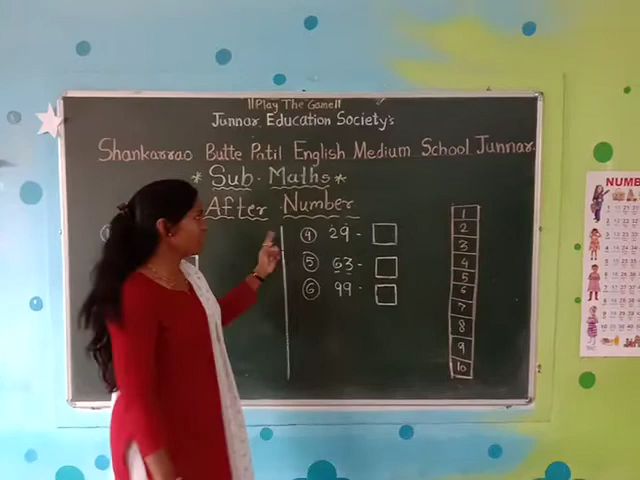 ||Play The Game||
Junnar Education Society's
Shankarrao Butte Patil English Medium School Junnar.
* Sub - Maths *
After Number
④ 29 -
⑤ 63 -
⑥ 99 -
1
2
3
4
5
6
7
8
9
10
NUMB